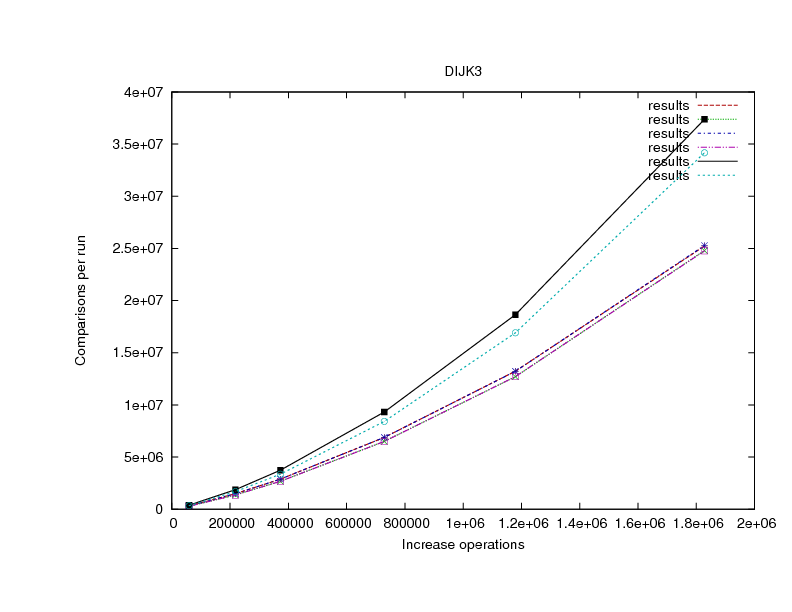 DIJK3
4e+07
3.5e+07
3e+07
2.5e+07
2e+07
1.5e+07
1e+07
5e+06
0
Comparisons per run
results
results
results
results
results
results
0 200000 400000 600000 800000 1e+06 1.2e+06 1.4e+06 1.6e+06 1.8e+06 2e+06
Increase operations